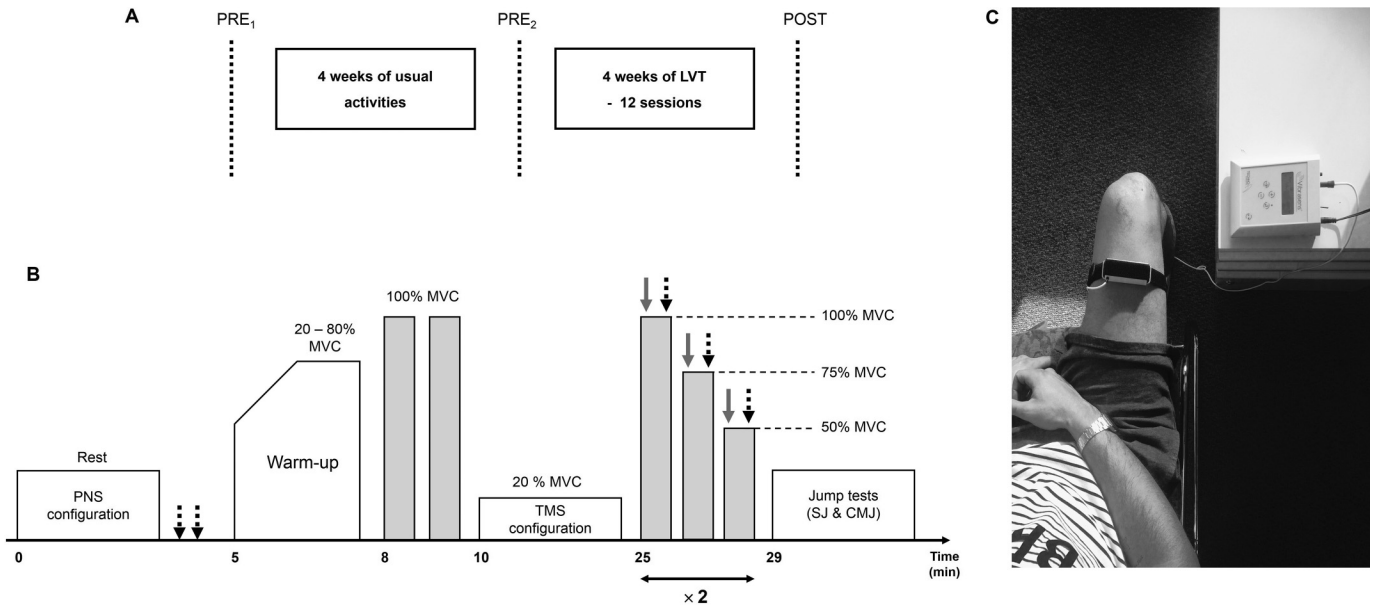 A
PRE1
PRE2
POST
4 weeks of usual
activities
4 weeks of LVT
- 12 sessions
B
Rest
PNS
configuration
20 – 80%
MVC
Warm-up
100% MVC
20 % MVC
TMS
configuration
100% MVC
75% MVC
50% MVC
Jump tests
(SJ & CMJ)
0
5
8
10
25
29
Time
(min)
× 2
C